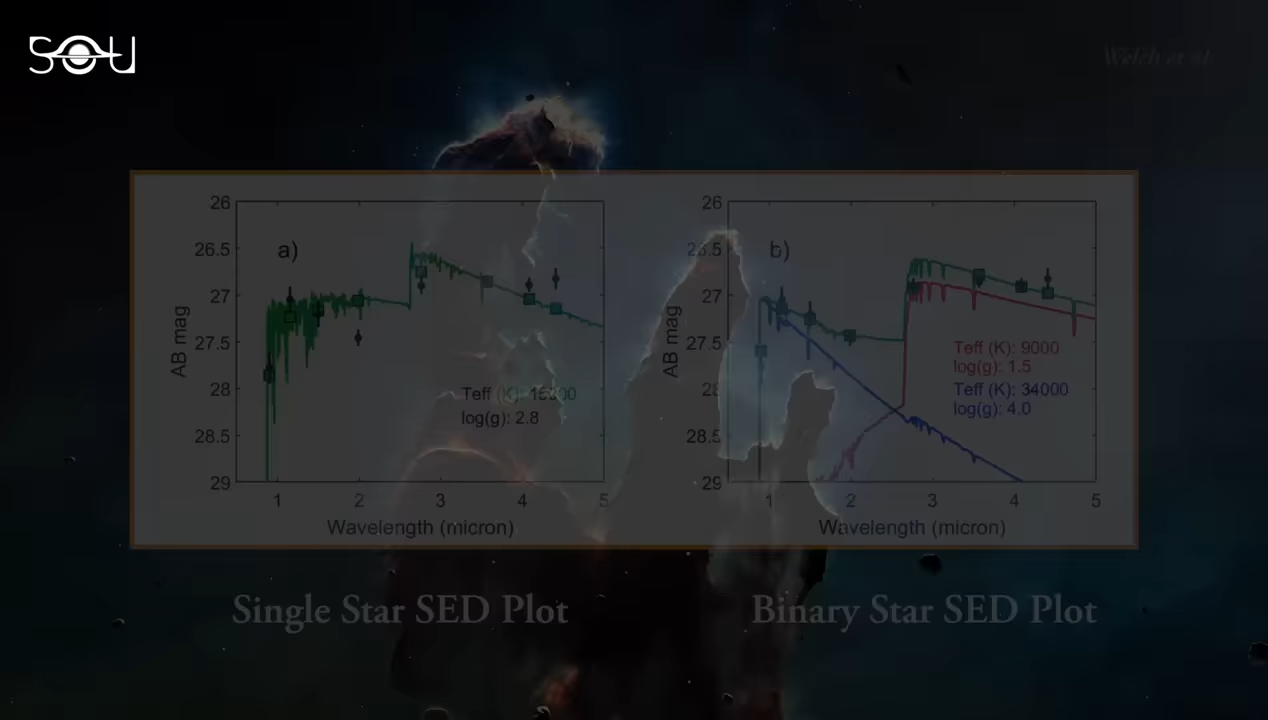 SOU
Welch et al.
26
26.5
27
27.5
28
28.5
29
AB mag
a)
Teff (K): 15200
log(g): 2.8
1
2
3
4
5
Wavelength (micron)
26
26.5
27
27.5
28
28.5
29
AB mag
b)
Teff (K): 9000
log(g): 1.5
Teff (K): 34000
log(g): 4.0
1
2
3
4
5
Wavelength (micron)
Single Star SED Plot
Binary Star SED Plot